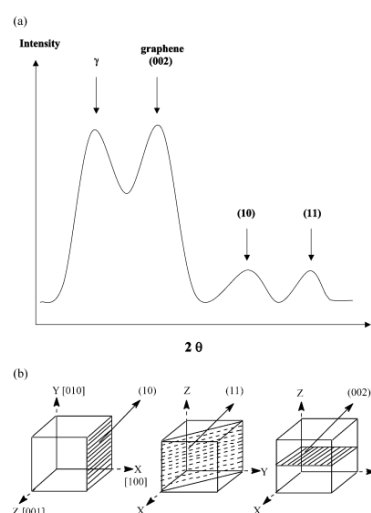 (a)
Intensity
γ
graphene
(002)
(10)
(11)
2 θ
(b)
Y [010]
(10)
X
[100]
Z [001]
Z
(11)
Y
X
Z
(002)
X